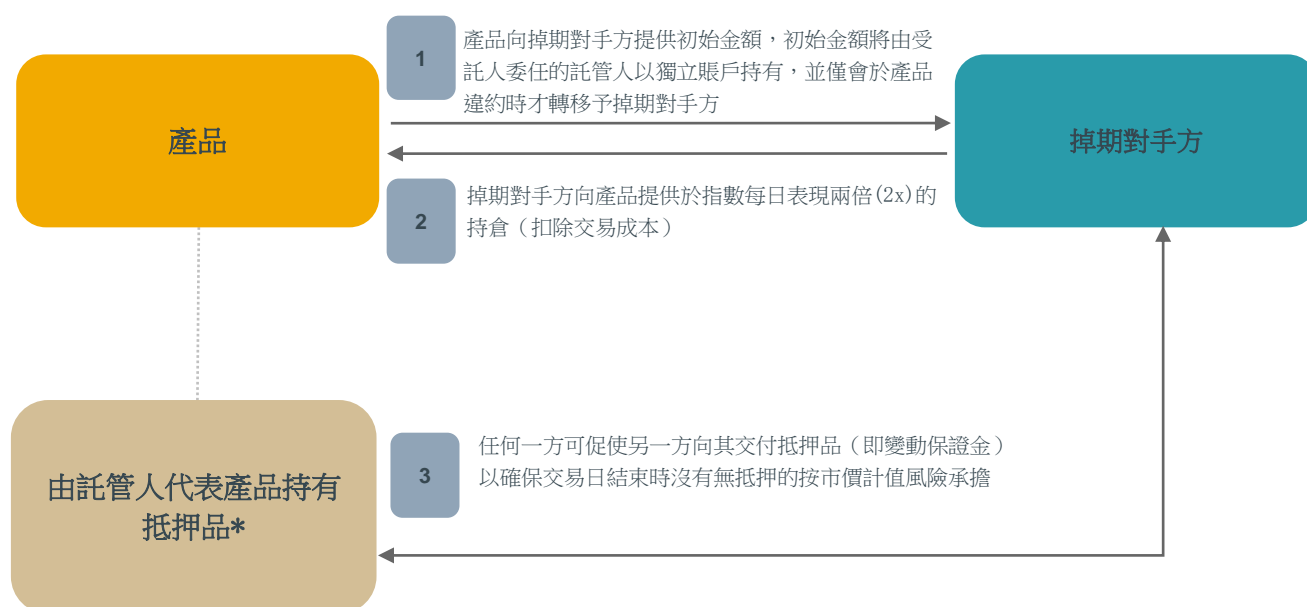 產品
1
產品向掉期對手方提供初始金額，初始金額將由受
託人委任的託管人以獨立賬戶持有，並僅會於產品
違約時才轉移予掉期對手方
掉期對手方
2
掉期對手方向產品提供於指數每日表現兩倍(2x)的
持倉（扣除交易成本）
由託管人代表產品持有
抵押品*
3
任何一方可促使另一方向其交付抵押品（即變動保證金）
以確保交易日結束時沒有無抵押的按市價計值風險承擔